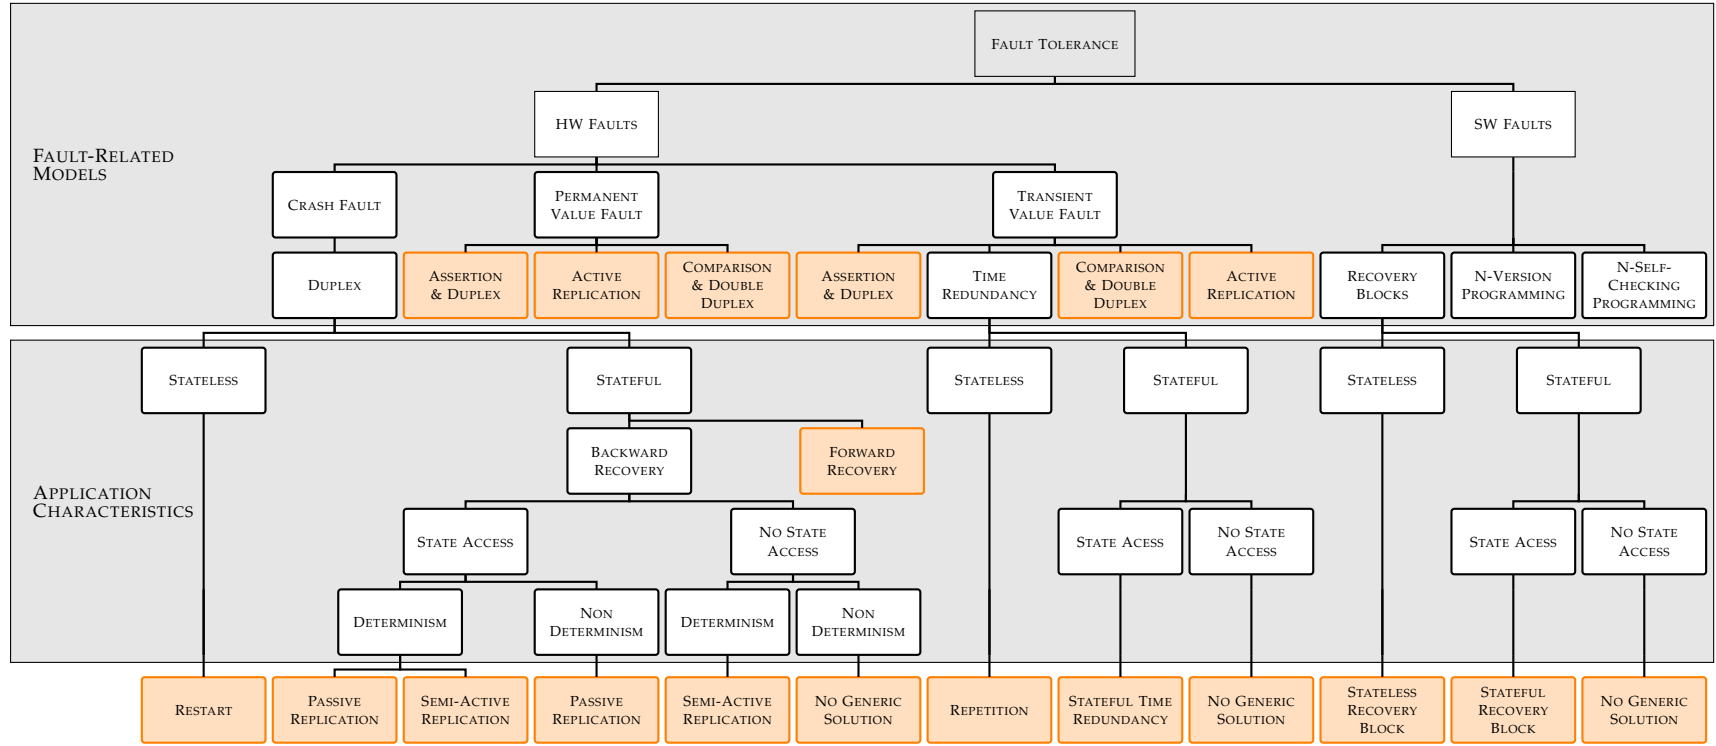 FAULT TOLERANCE
HW FAULTS
SW FAULTS
FAULT-RELATED
MODELS
CRASH FAULT
PERMANENT
VALUE FAULT
TRANSIENT
VALUE FAULT
DUPLEX
ASSERTION
& DUPLEX
ACTIVE
REPLICATION
COMPARISON
& DOUBLE
DUPLEX
ASSERTION
& DUPLEX
TIME
REDUNDANCY
COMPARISON
& DOUBLE
DUPLEX
ACTIVE
REPLICATION
RECOVERY
BLOCKS
N-VERSION
PROGRAMMING
N-SELF-
CHECKING
PROGRAMMING
STATELESS
STATEFUL
STATELESS
STATEFUL
STATELESS
STATEFUL
BACKWARD
RECOVERY
FORWARD
RECOVERY
APPLICATION
CHARACTERISTICS
STATE ACCESS
NO STATE
ACCESS
STATE ACESS
NO STATE
ACCESS
STATE ACESS
NO STATE
ACCESS
DETERMINISM
NON
DETERMINISM
DETERMINISM
NON
DETERMINISM
RESTART
PASSIVE
REPLICATION
SEMI-ACTIVE
REPLICATION
PASSIVE
REPLICATION
SEMI-ACTIVE
REPLICATION
NO GENERIC
SOLUTION
REPETITION
STATEFUL TIME
REDUNDANCY
NO GENERIC
SOLUTION
STATELESS
RECOVERY
BLOCK
STATEFUL
RECOVERY
BLOCK
NO GENERIC
SOLUTION